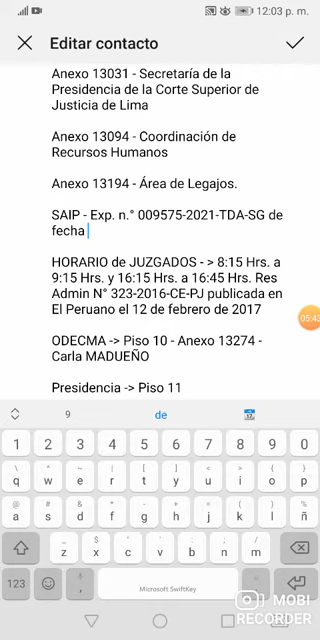 12:03 p. m.
Editar contacto
Anexo 13031 - Secretaría de la
Presidencia de la Corte Superior de
Justicia de Lima
Anexo 13094 - Coordinación de
Recursos Humanos
Anexo 13194 - Área de Legajos.
SAIP - Exp. n.° 009575-2021-TDA-SG de
fecha
HORARIO de JUZGADOS - > 8:15 Hrs. a
9:15 Hrs. y 16:15 Hrs. a 16:45 Hrs. Res
Admin N° 323-2016-CE-PJ publicada en
El Peruano el 12 de febrero de 2017
05:43
ODECMA -> Piso 10 - Anexo 13274 -
Carla MADUEÑO
Presidencia -> Piso 11
9 de 17
1 2 3 4 5 6 7 8 9 0
\ ^ ~ | [ ] < > { }
q w e r t y u i o p
@ # & * - + = ( ) /
a s d f g h j k l ñ
_ $ " ' : ; /
z x c v b n m
123 , Microsoft SwiftKey
MOBI
RECORDER